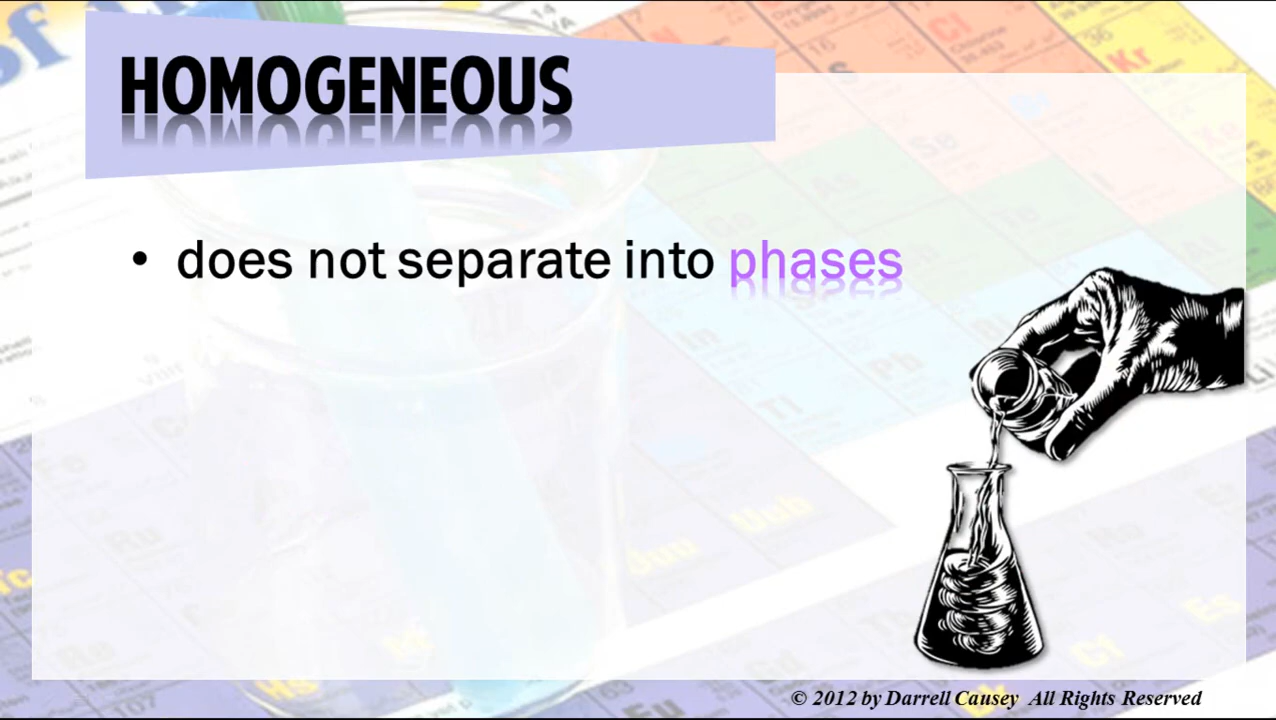 HOMOGENEOUS
• does not separate into phases
© 2012 by Darrell Causey All Rights Reserved